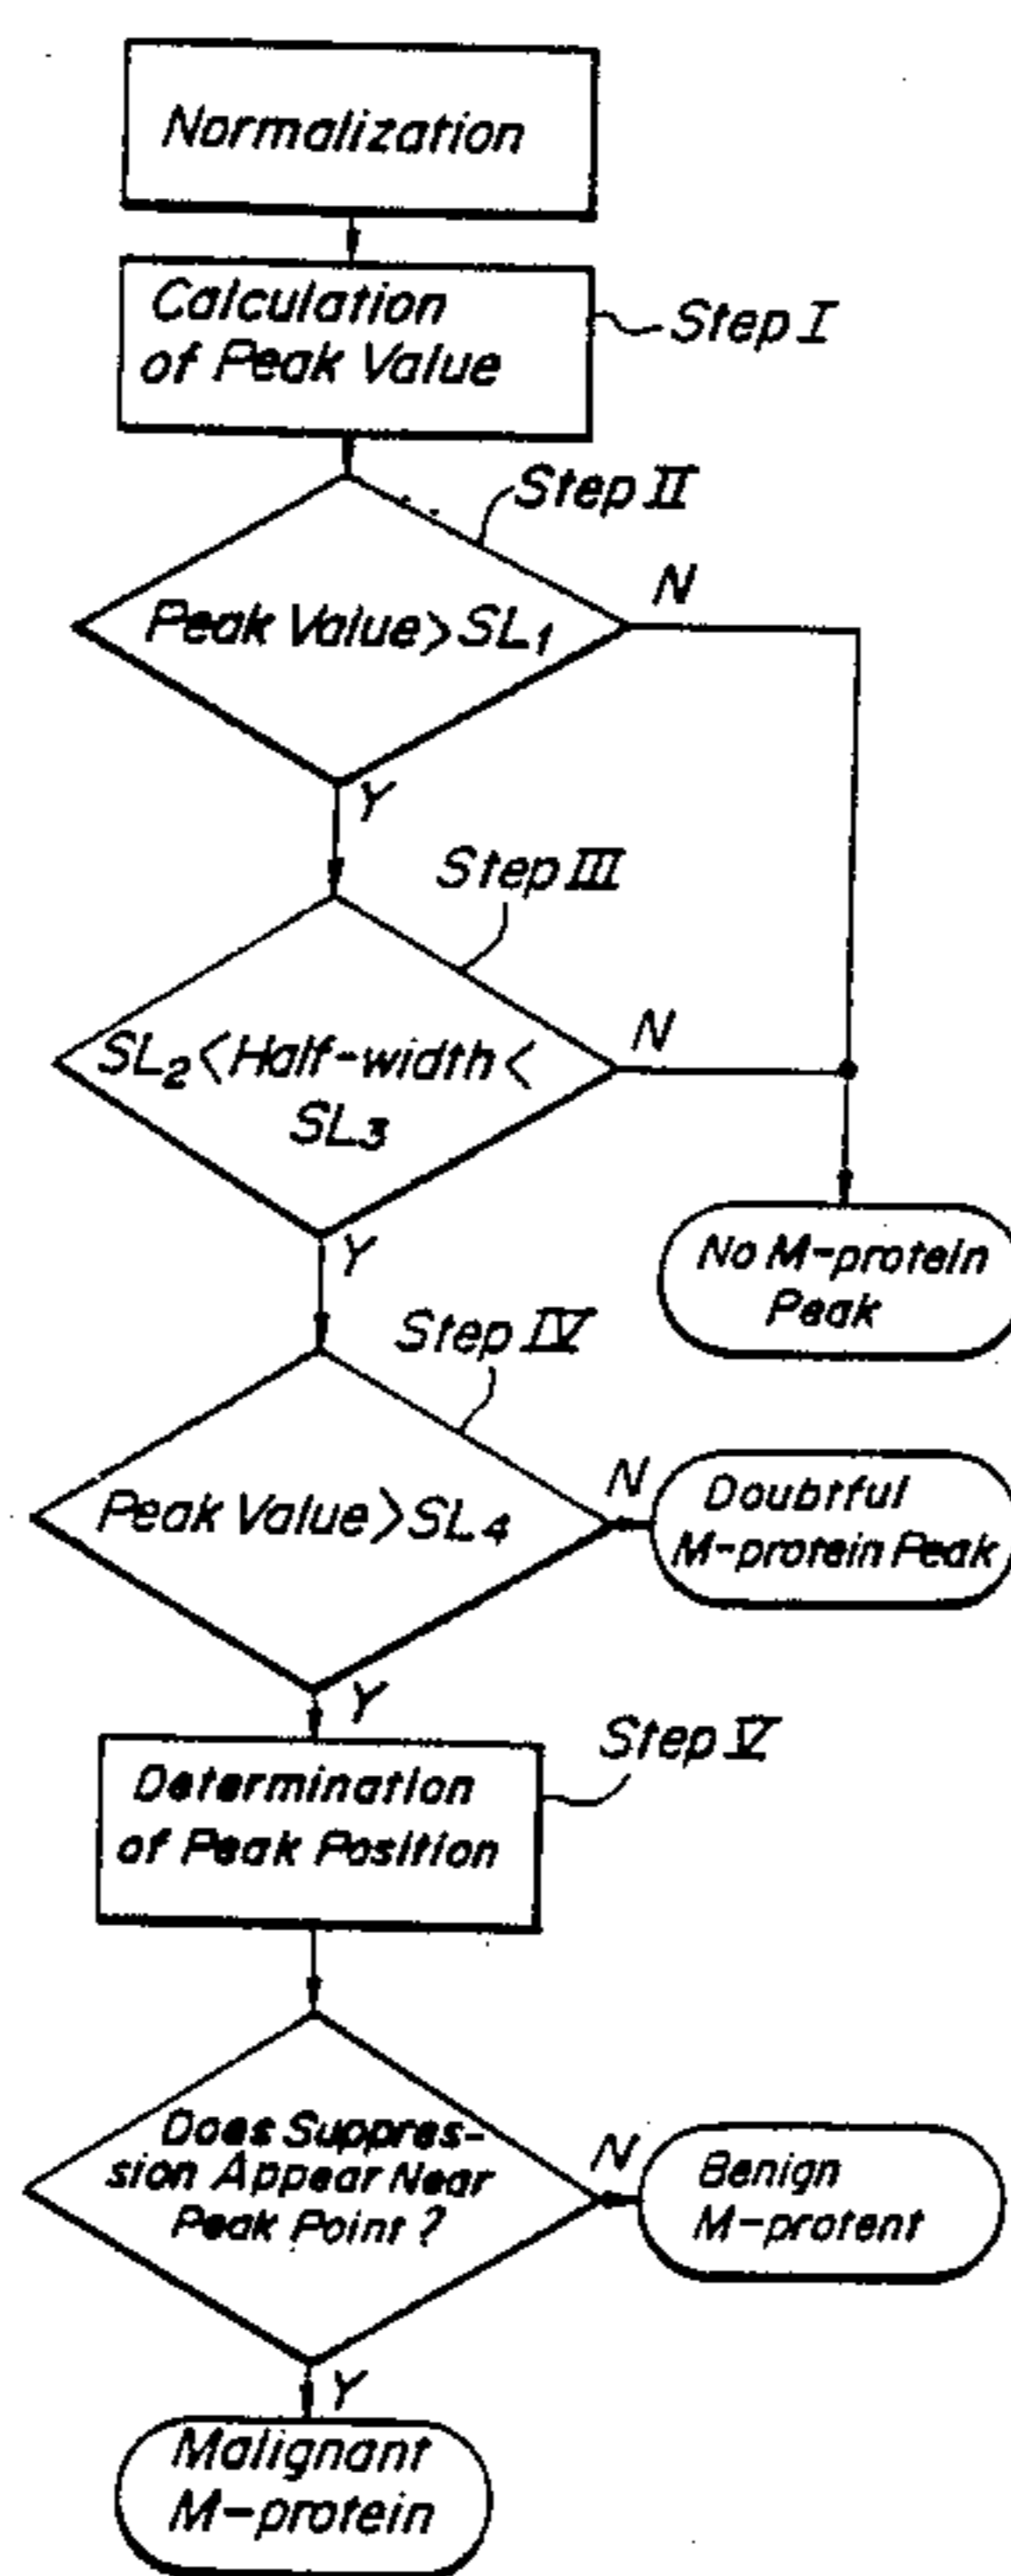 Normalization
Calculation
of Peak Value
Step I
Step II
N
Peak Value > SL1
Y
Step III
N
SL2 < Half-width <
SL3
Y
No M-protein
Peak
Step IV
N
Doubtful
M-protein Peak
Peak Value > SL4
Y
Step V
Determination
of Peak Position
Does Suppres-
sion Appear Near
Peak Point ?
N
Benign
M-protent
Y
Malignant
M-protein